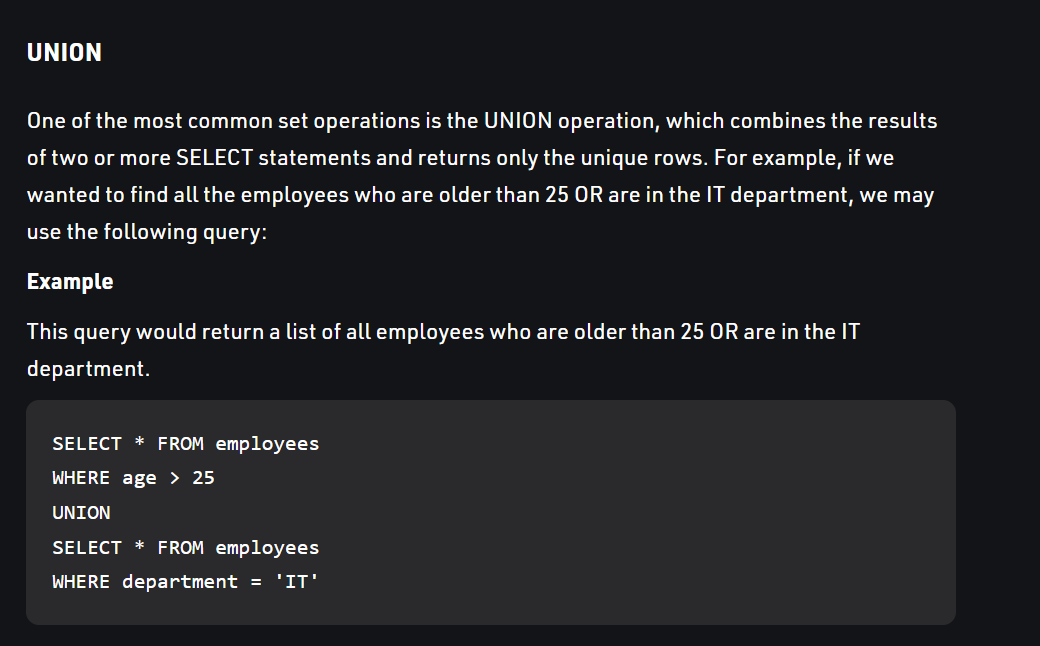 UNION
One of the most common set operations is the UNION operation, which combines the results
of two or more SELECT statements and returns only the unique rows. For example, if we
wanted to find all the employees who are older than 25 OR are in the IT department, we may
use the following query:
Example
This query would return a list of all employees who are older than 25 OR are in the IT
department.
SELECT * FROM employees
WHERE age > 25
UNION
SELECT * FROM employees
WHERE department = 'IT'